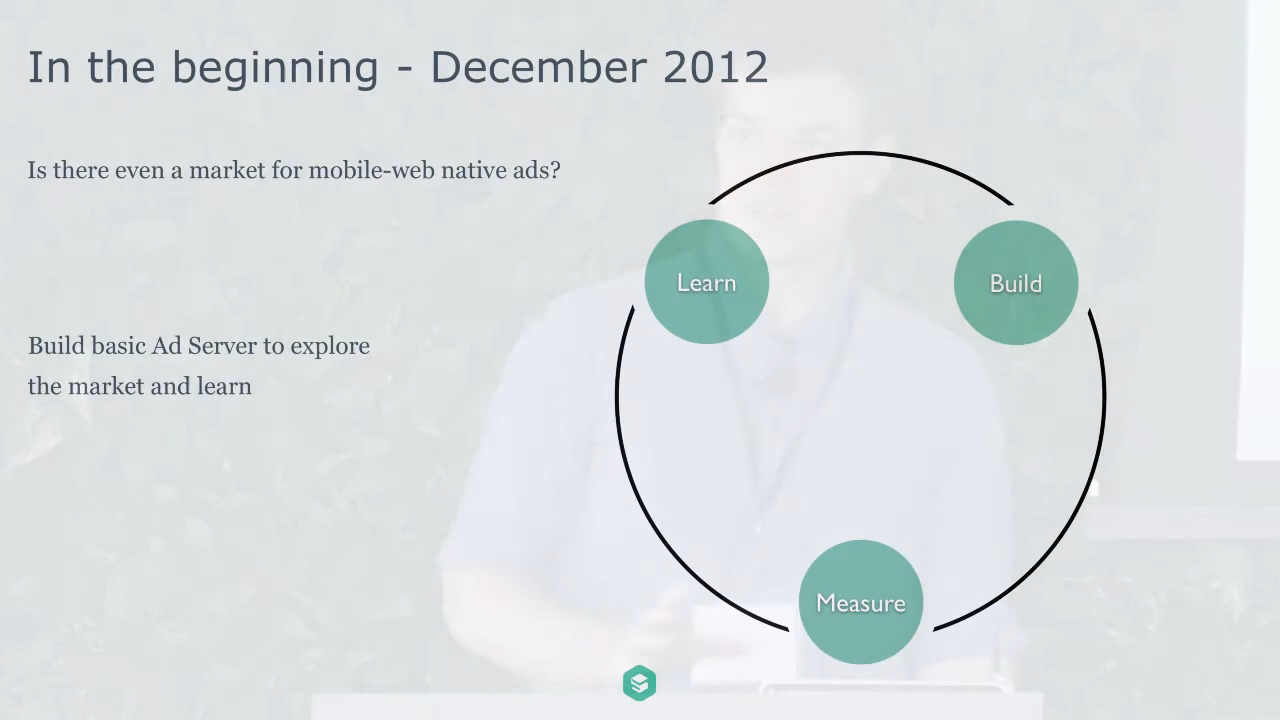 In the beginning - December 2012
Is there even a market for mobile-web native ads?
Learn
Build
Build basic Ad Server to explore
the market and learn
Measure